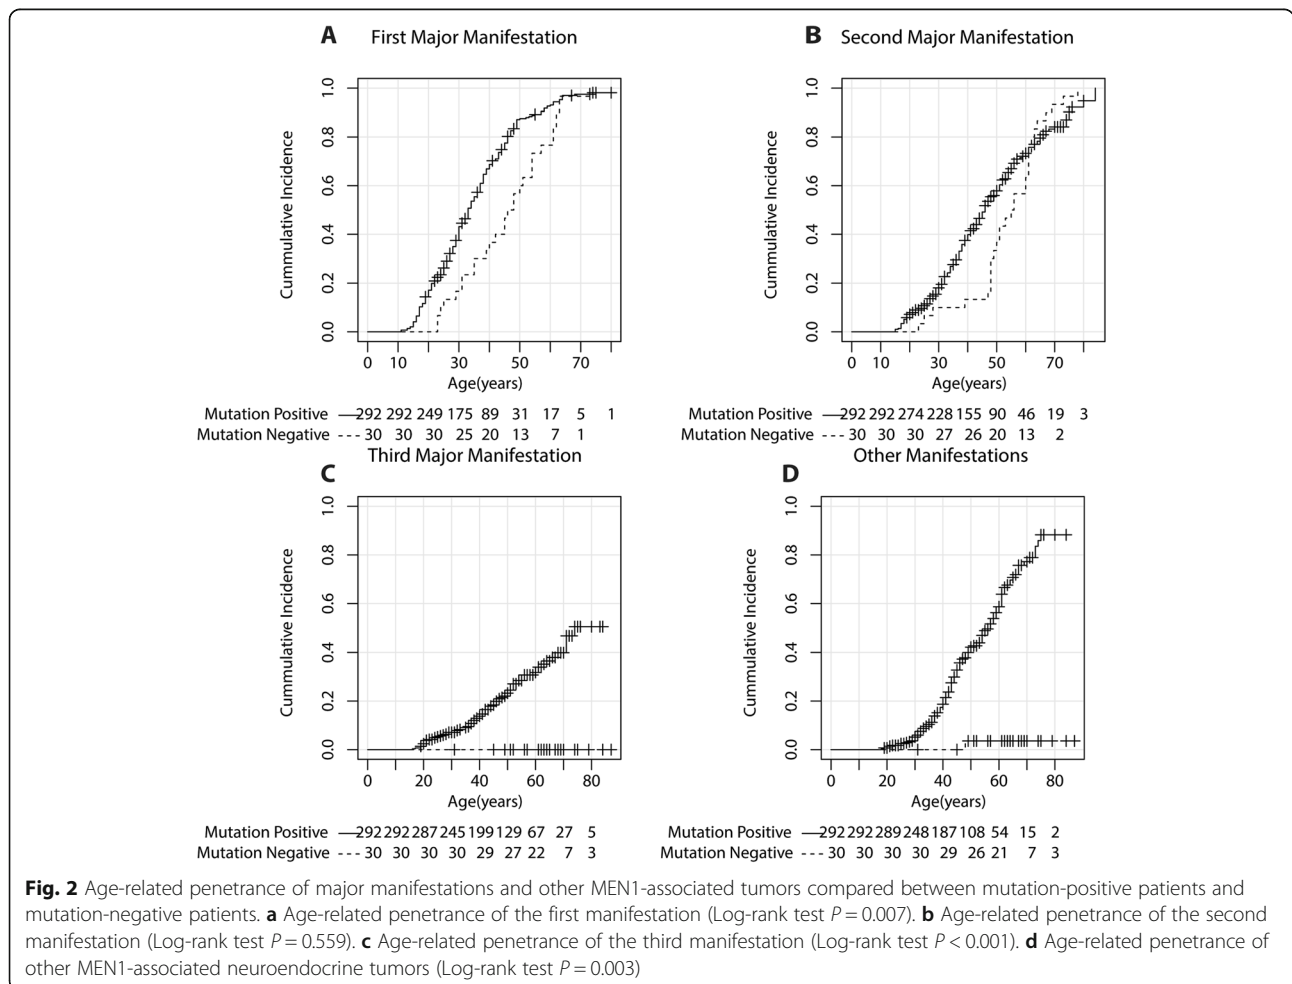 A First Major Manifestation
Cummulative Incidence
1.0
0.8
0.6
0.4
0.2
0.0
0 10 30 50 70
Age(years)
Mutation Positive 292 292 249 175 89 31 17 5 1
Mutation Negative 30 30 30 25 20 13 7 1
B Second Major Manifestation
Cummulative Incidence
1.0
0.8
0.6
0.4
0.2
0.0
0 10 30 50 70
Age(years)
Mutation Positive 292 292 274 228 155 90 46 19 3
Mutation Negative 30 30 30 27 26 20 13 2
C Third Major Manifestation
Cummulative Incidence
1.0
0.8
0.6
0.4
0.2
0.0
0 20 40 60 80
Age(years)
Mutation Positive 292 292 287 245 199 129 67 27 5
Mutation Negative 30 30 30 30 29 27 22 7 3
D Other Manifestations
Cummulative Incidence
1.0
0.8
0.6
0.4
0.2
0.0
0 20 40 60 80
Age(years)
Mutation Positive 292 292 289 248 187 108 54 15 2
Mutation Negative 30 30 30 30 29 26 21 7 3
Fig. 2 Age-related penetrance of major manifestations and other MEN1-associated tumors compared between mutation-positive patients and
mutation-negative patients. a Age-related penetrance of the first manifestation (Log-rank test P = 0.007). b Age-related penetrance of the second
manifestation (Log-rank test P = 0.559). c Age-related penetrance of the third manifestation (Log-rank test P < 0.001). d Age-related penetrance of
other MEN1-associated neuroendocrine tumors (Log-rank test P = 0.003)